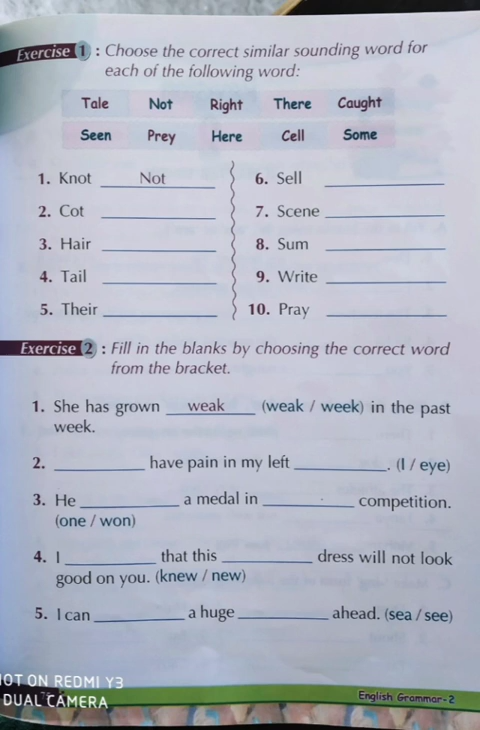 Exercise 1 : Choose the correct similar sounding word for
each of the following word:
Tale Not Right There Caught
Seen Prey Here Cell Some
1. Knot Not 6. Sell
2. Cot 7. Scene
3. Hair 8. Sum
4. Tail 9. Write
5. Their 10. Pray
Exercise 2 : Fill in the blanks by choosing the correct word
from the bracket.
1. She has grown weak (weak / week) in the past
week.
2. have pain in my left . (I / eye)
3. He a medal in competition.
(one / won)
4. I that this dress will not look
good on you. (knew / new)
5. I can a huge ahead. (sea / see)
English Grammar-2
OT ON REDMI Y3
DUAL CAMERA